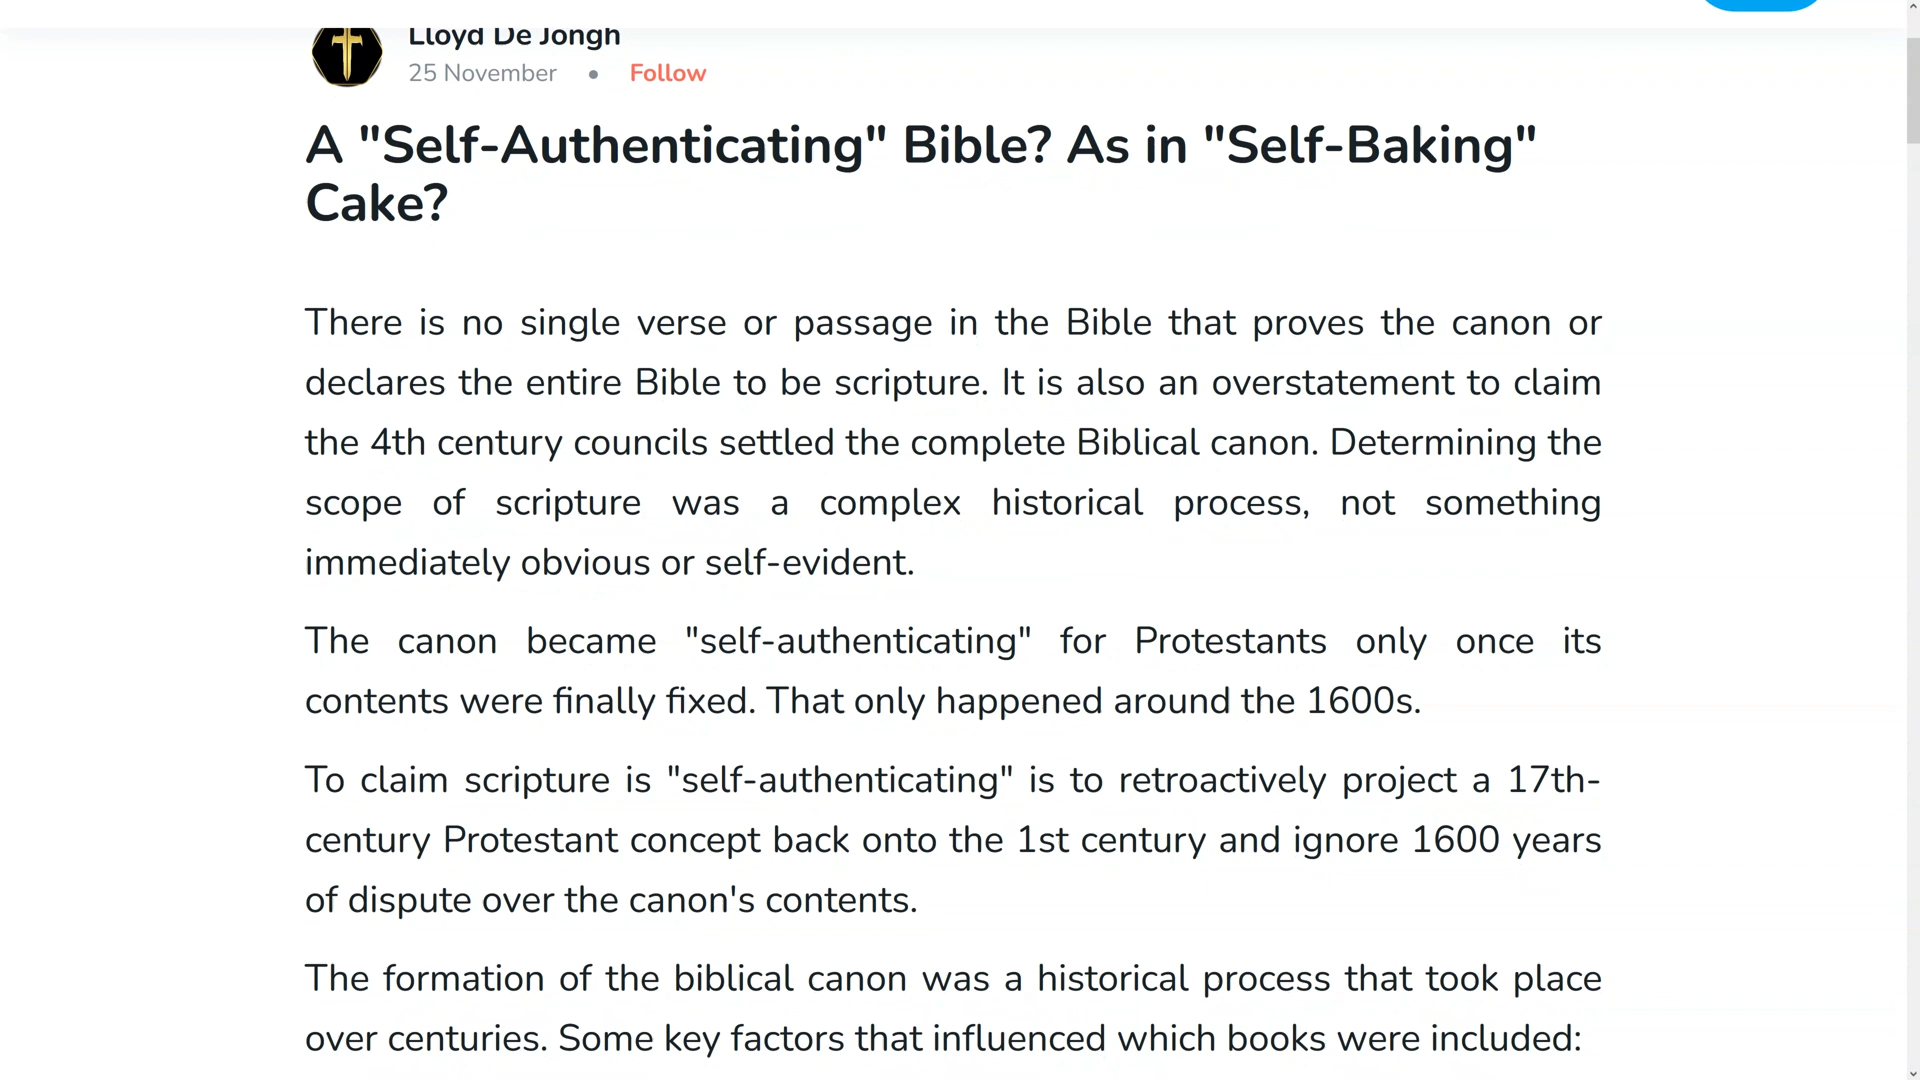 Lloyd De Jongh
25 November • Follow
A "Self-Authenticating" Bible? As in "Self-Baking"
Cake?
There is no single verse or passage in the Bible that proves the canon or
declares the entire Bible to be scripture. It is also an overstatement to claim
the 4th century councils settled the complete Biblical canon. Determining the
scope of scripture was a complex historical process, not something
immediately obvious or self-evident.
The canon became "self-authenticating" for Protestants only once its
contents were finally fixed. That only happened around the 1600s.
To claim scripture is "self-authenticating" is to retroactively project a 17th-
century Protestant concept back onto the 1st century and ignore 1600 years
of dispute over the canon's contents.
The formation of the biblical canon was a historical process that took place
over centuries. Some key factors that influenced which books were included: